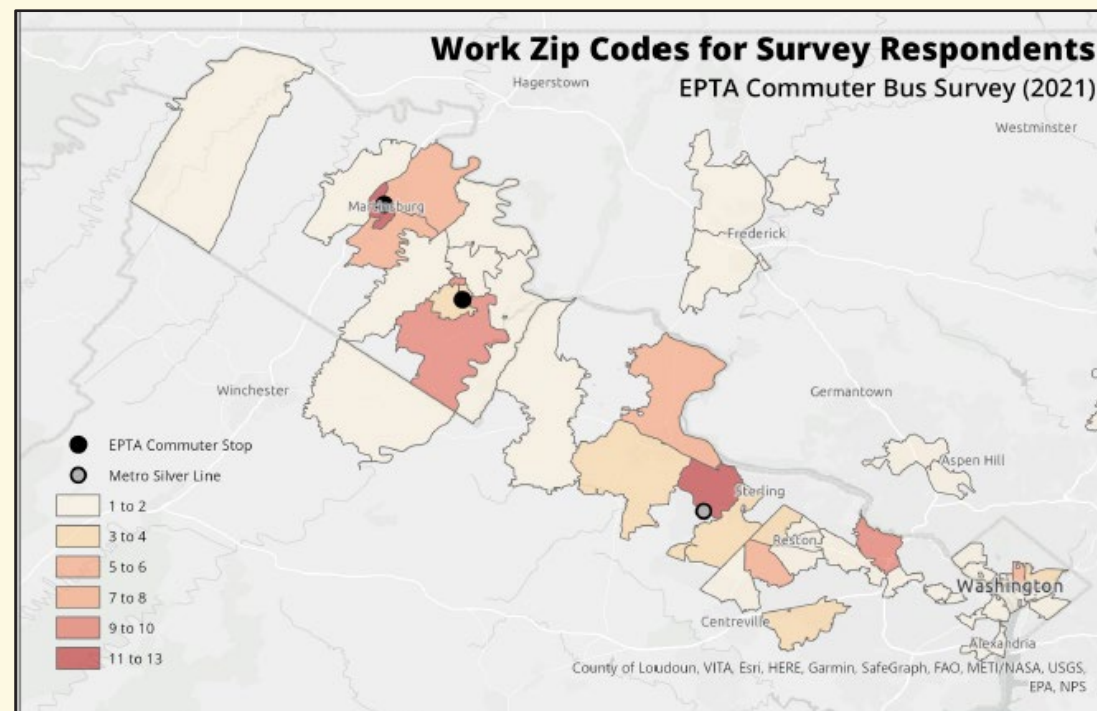 Work Zip Codes for Survey Respondents
EPTA Commuter Bus Survey (2021)
Hagerstown
Westminster
Martinsburg
Frederick
Winchester
Germantown
EPTA Commuter Stop
Metro Silver Line
Aspen Hill
1 to 2
Sterling
3 to 4
Reston
5 to 6
7 to 8
Washington
9 to 10
Centreville
Alexandria
11 to 13
County of Loudoun, VITA, Esri, HERE, Garmin, SafeGraph, FAO, METI/NASA, USGS,
EPA, NPS